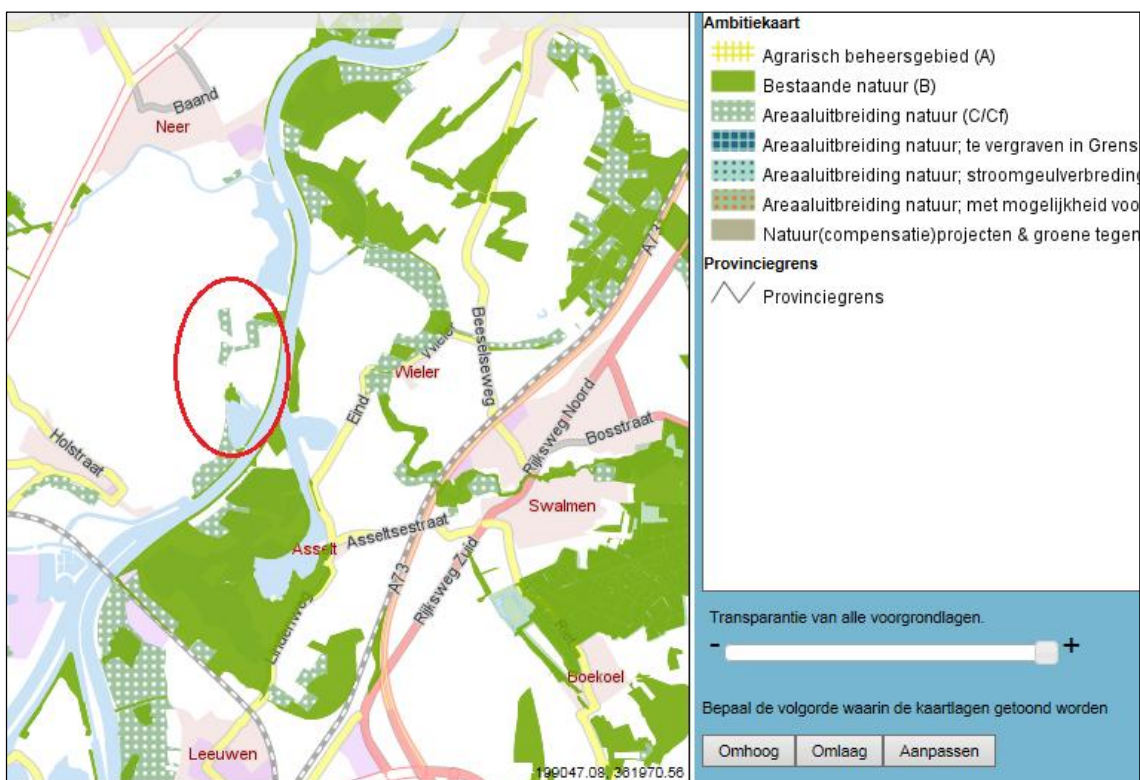 Ambitiekaart
Agrarisch beheersgebied (A)
Bestaande natuur (B)
Areaaluitbreiding natuur (C/Cf)
Areaaluitbreiding natuur; te vergraven in Grens
Areaaluitbreiding natuur; stroomgeulverbreding
Areaaluitbreiding natuur; met mogelijkheid voo
Natuur(compensatie)projecten & groene tegen
Provinciegrens
Provinciegrens
Transparantie van alle voorgrondlagen.
- +
Bepaal de volgorde waarin de kaartlagen getoond worden
Omhoog Omlaag Aanpassen
Baand
Neer
A73
Beeselseweg
Wieler
Wieler
Eind
Rijksweg Noord
Bosstraat
Holstraat
Swalmen
Asseltsestraat
Asselt
A73
Rijksweg Zuid
Lindenweg
Boekoel
Leeuwen
199047.08, 361970.56